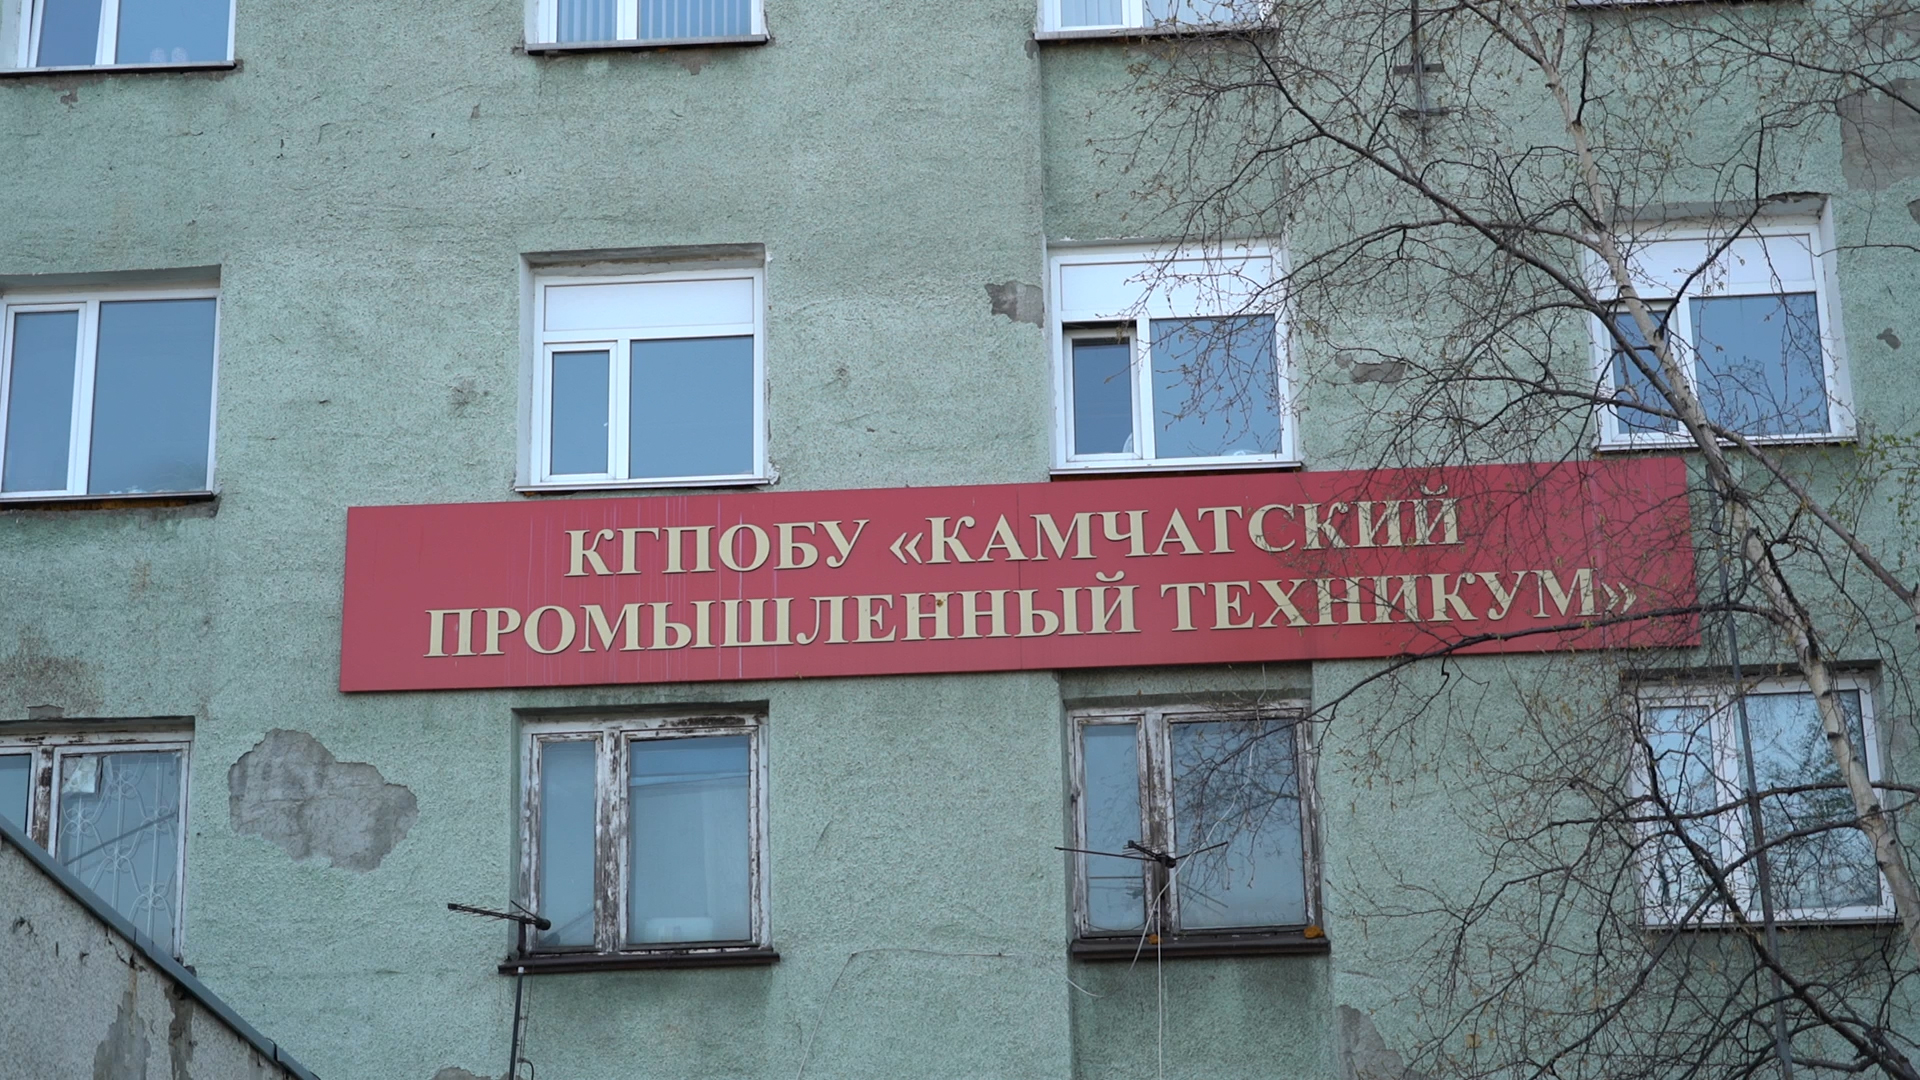 КГПОБУ «КАМЧАТСКИЙ
ПРОМЫШЛЕННЫЙ ТЕХНИКУМ»